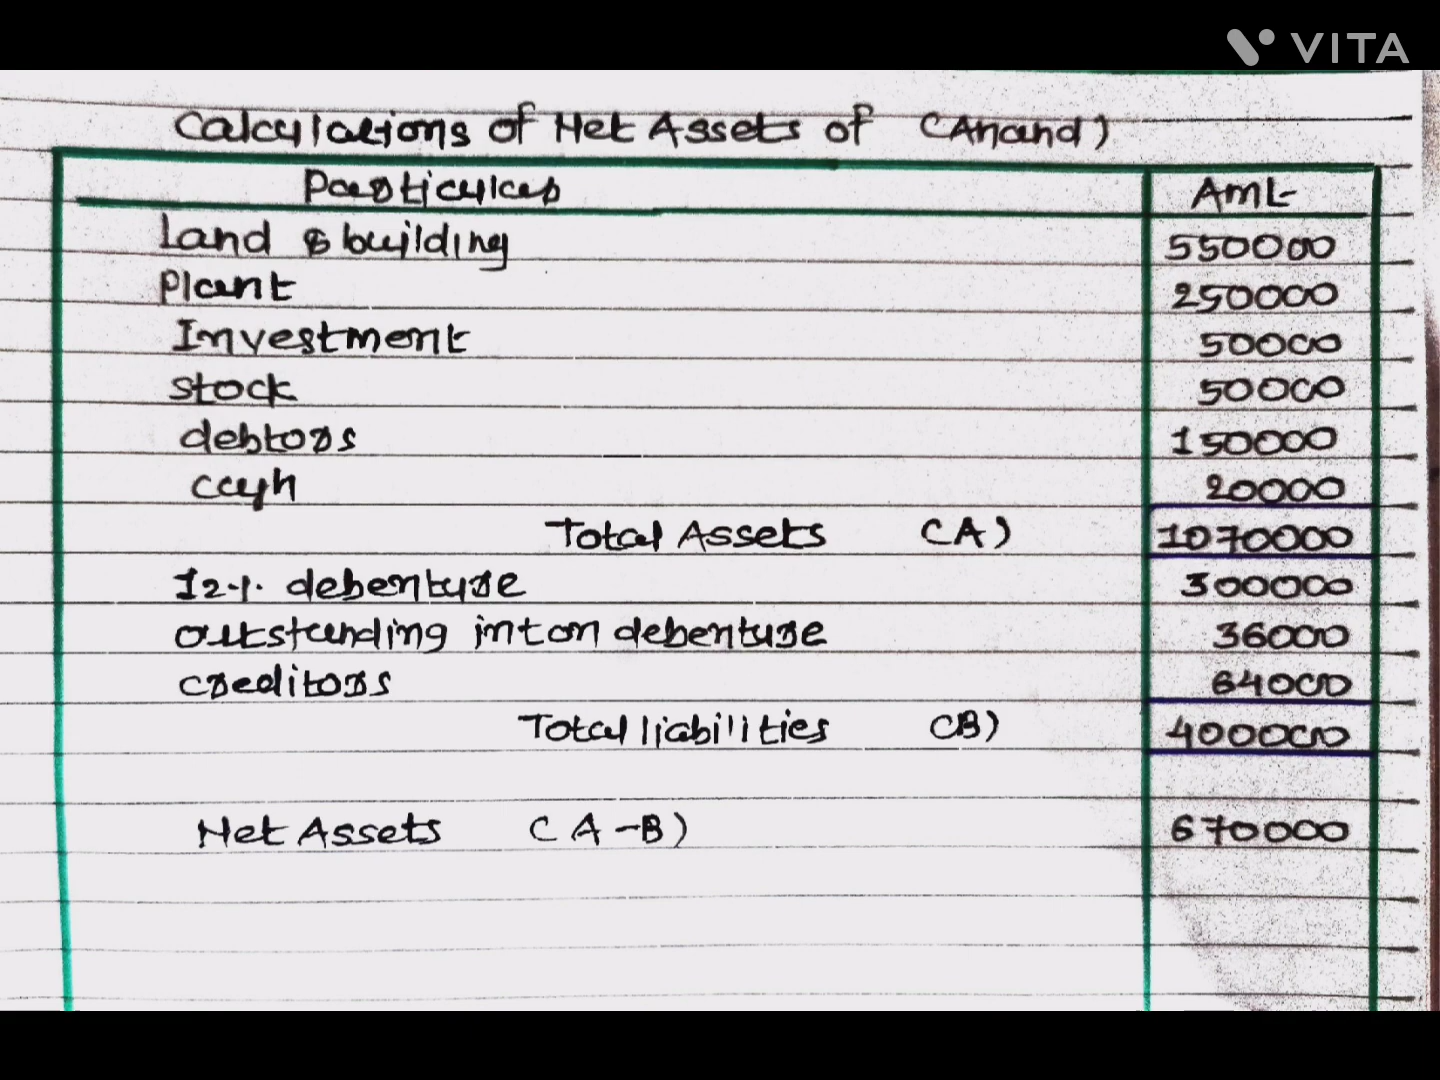 VITA
Calculations of Net Assets of (Anand)
Particulars Amt
Land & building 550000
Plant 250000
Investment 50000
stock 50000
debtors 150000
cash 20000
Total Assets (A) 1070000
12.1. debenture 300000
outstanding int on debenture 36000
creditors 64000
Total liabilities (B) 400000
Net Assets (A-B) 670000